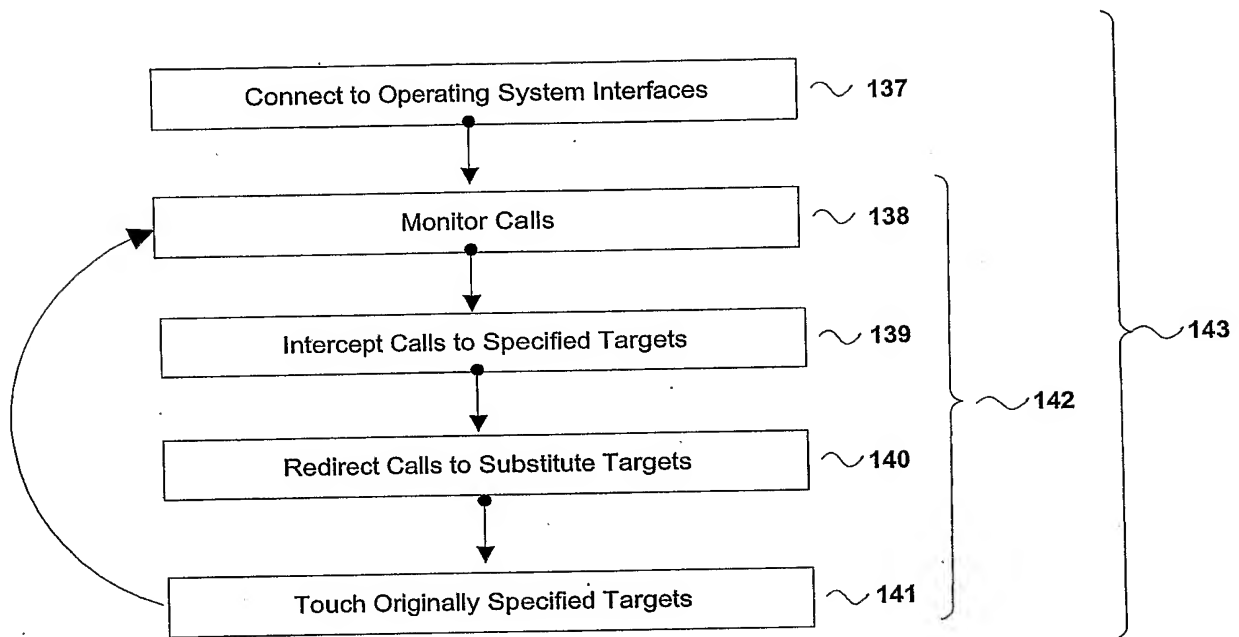 Connect to Operating System Interfaces 137
Monitor Calls 138
Intercept Calls to Specified Targets 139
143
142
Redirect Calls to Substitute Targets 140
Touch Originally Specified Targets 141